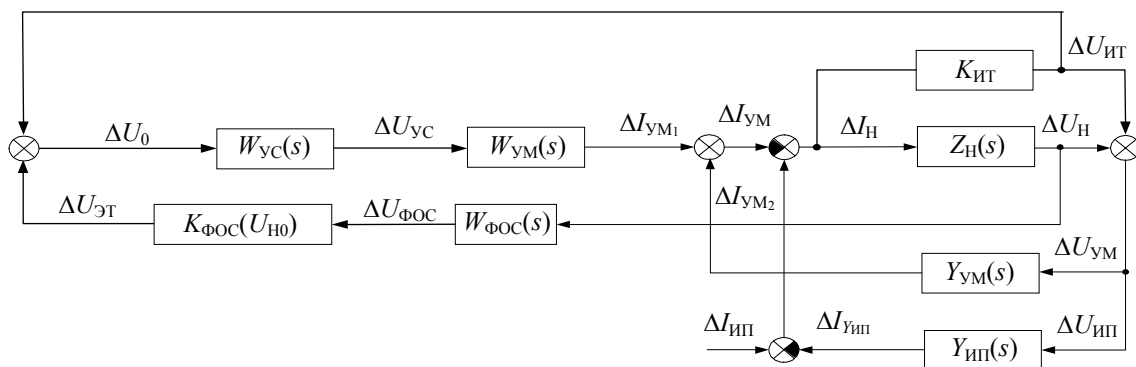 ΔU_ИТ
K_ИТ
ΔU_0
W_УС(s)
ΔU_УС
W_УМ(s)
ΔI_УМ₁
ΔI_УМ
ΔI_Н
Z_Н(s)
ΔU_Н
ΔU_ЭТ
K_ФОС(U_Н0)
ΔU_ФОС
W_ФОС(s)
ΔI_УМ₂
Y_УМ(s)
ΔU_УМ
ΔI_ИП
ΔI_Y_ИП
Y_ИП(s)
ΔU_ИП